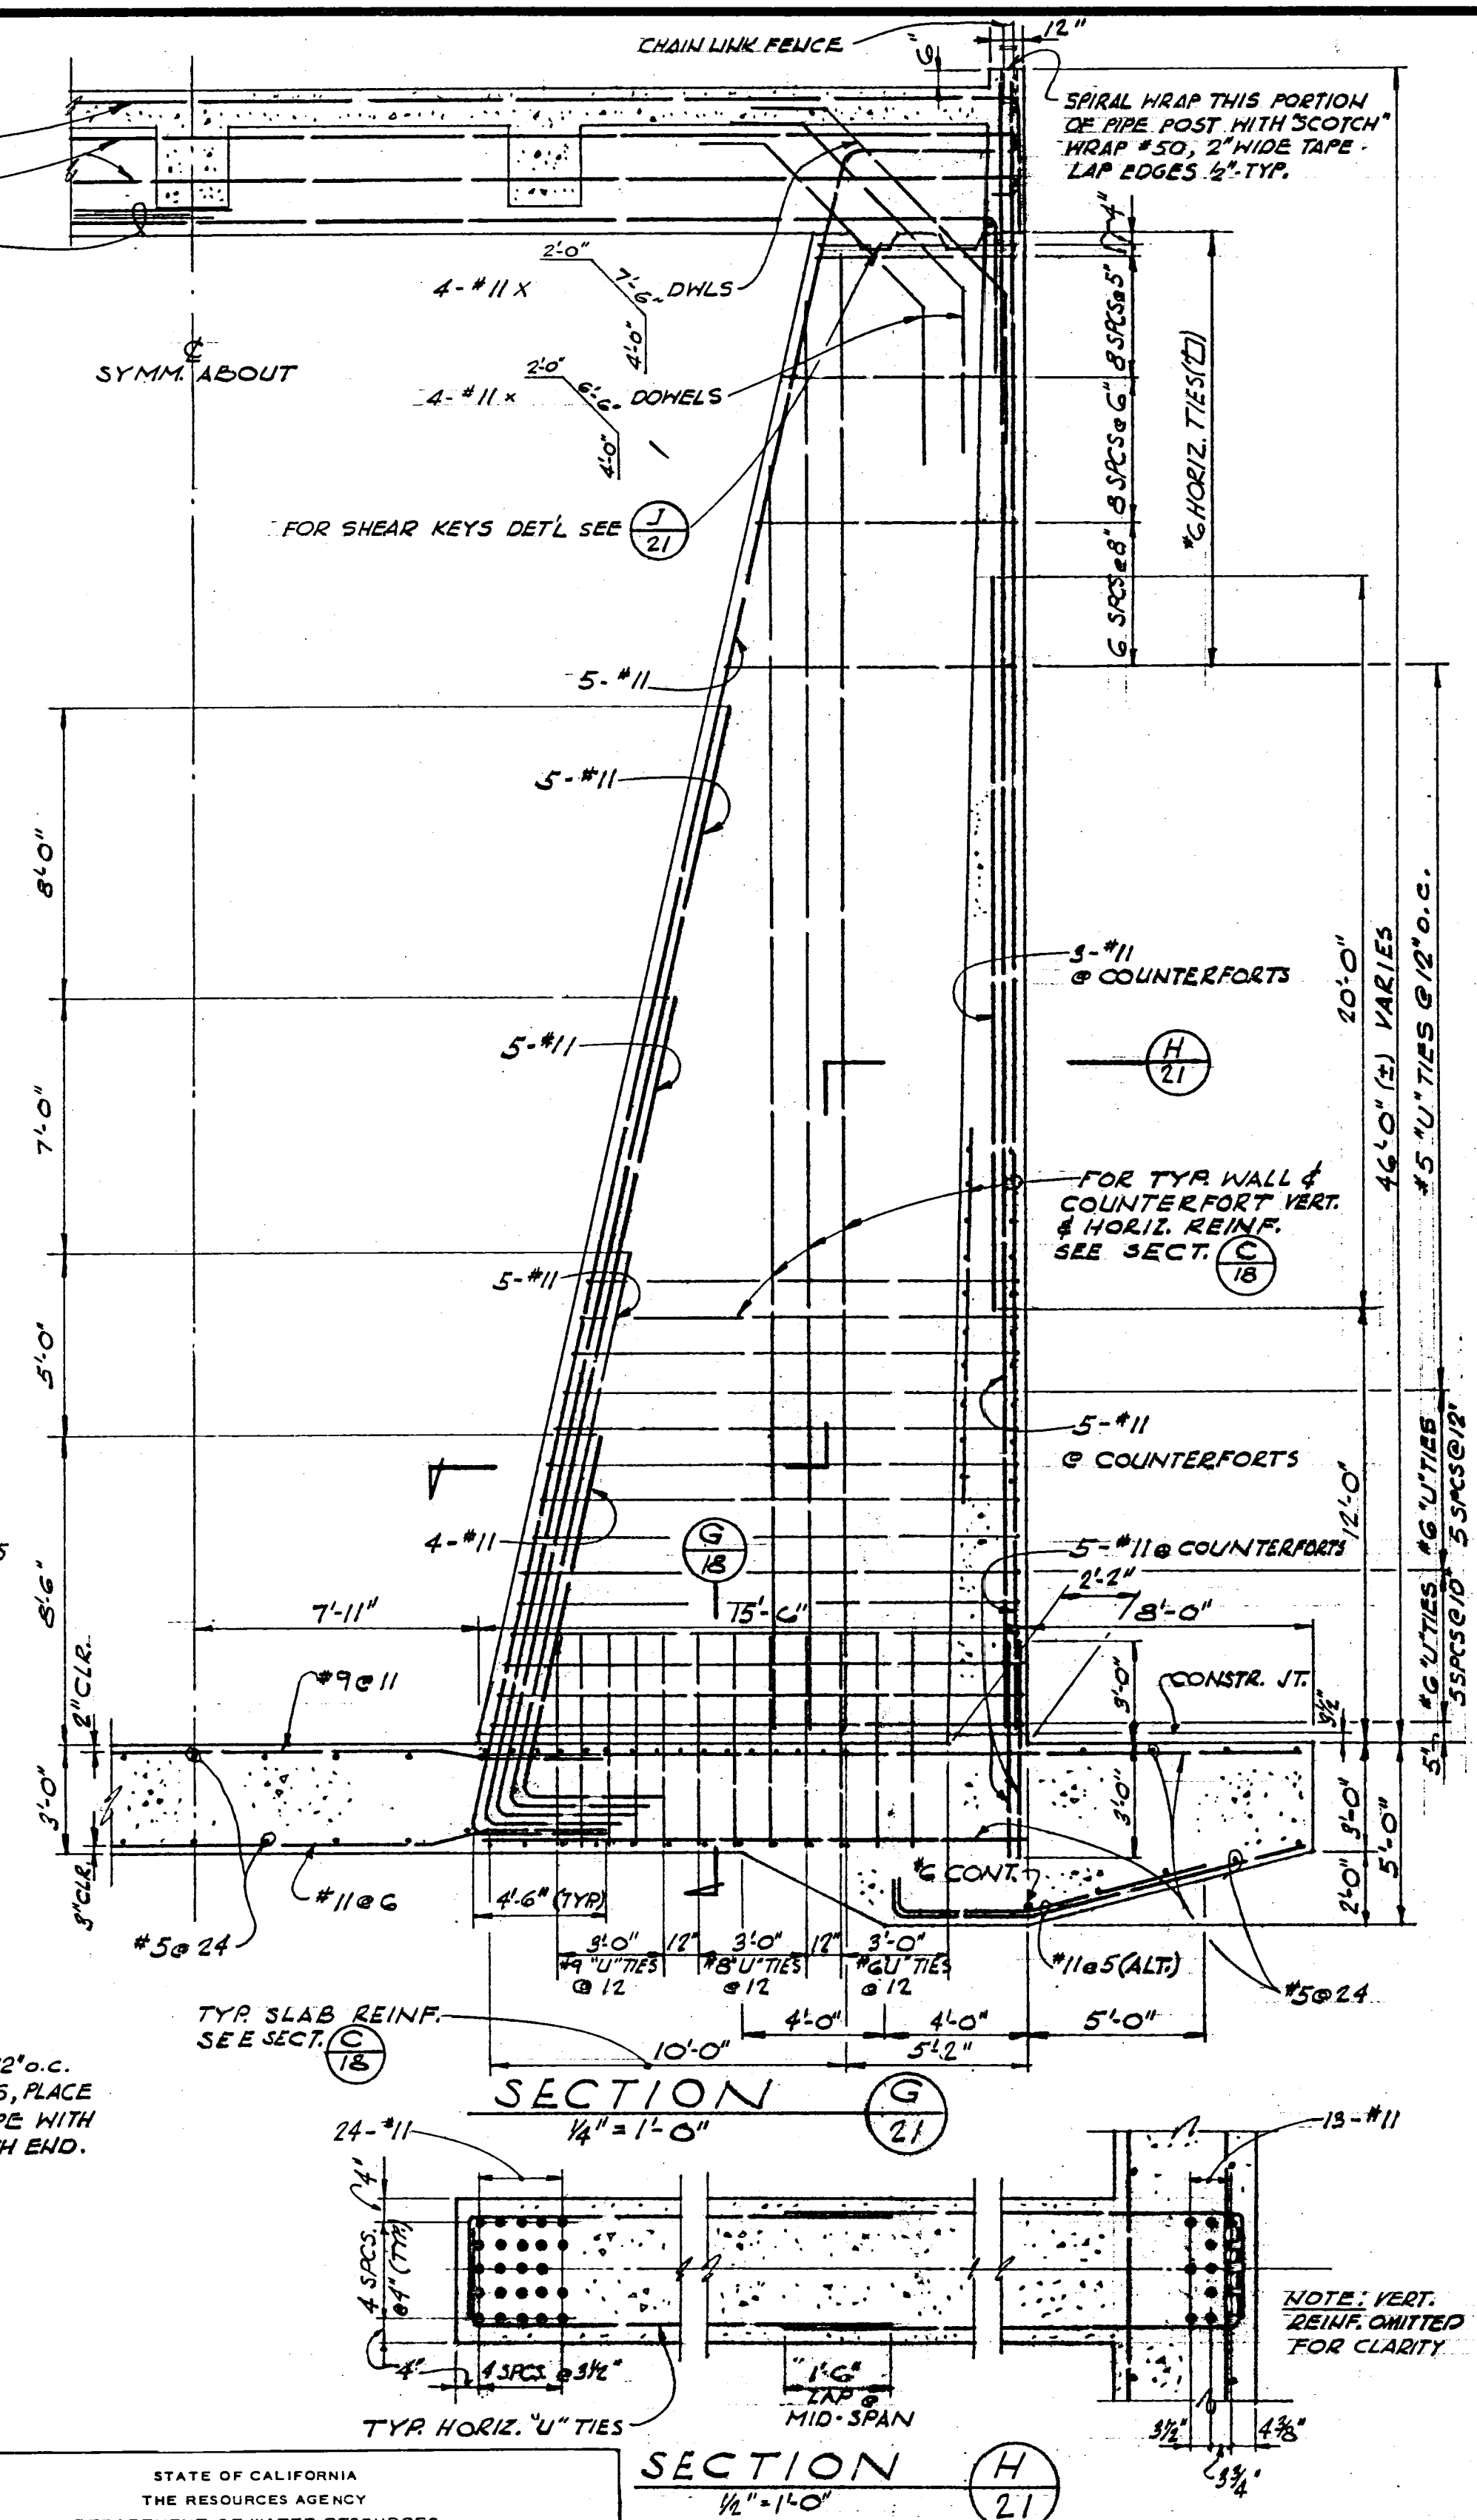 CHAIN LINK FENCE
12"
6"
SPIRAL WRAP THIS PORTION
OF PIPE POST WITH "SCOTCH"
WRAP #50, 2" WIDE TAPE.
LAP EDGES ½"-TYP.
4"
8 SPCS @ 5"
8 SPCS @ 6"
6 SPCS @ 8"
#6 HORIZ. TIES
4-#11 X
2'-0"
7'-6"
4'-0"
DWLS
4-#11 X
2'-0"
6'-6"
4'-0"
DOWELS
℄
SYMM. ABOUT
FOR SHEAR KEYS DET'L SEE
J
21
5-#11
5-#11
5-#11
5-#11
4-#11
8'-0"
7'-0"
5'-0"
8'-6"
3-#11
@ COUNTERFORTS
H
21
20'-0"
46'-0" (±) VARIES
#5 "U" TIES @ 12" O.C.
FOR TYP. WALL &
COUNTERFORT VERT.
& HORIZ. REINF.
SEE SECT.
C
18
5-#11
@ COUNTERFORTS
12'-0"
#6 "U" TIES
5 SPCS @ 12"
#6 "U" TIES
5 SPCS @ 10"
5"
G
18
5-#11 @ COUNTERFORTS
2'-2"
7'-11"
15'-6"
8'-0"
#9 @ 11
2" CLR.
3'-0"
3" CLR.
#11 @ 6
#5 @ 24
3'-0"
3'-0"
CONSTR. JT.
3½"
3'-0"
2'-0"
5'-0"
#6 CONT.
4'-6" (TYP)
3'-0"
#9 "U" TIES
@ 12
12"
3'-0"
#8 "U" TIES
@ 12
12"
3'-0"
#6 U" TIES
@ 12
#11 @ 5 (ALT.)
#5 @ 24
4'-0"
4'-0"
5'-0"
TYP. SLAB REINF.
SEE SECT.
C
18
10'-0"
5'-2"
2" O.C.
S, PLACE
PE WITH
H END.
SECTION
G
21
¼" = 1'-0"
24-#11
13-#11
4"
4 SPCS.
@ 4" (TYP.)
4"
4 SPCS. @ 3½"
1'-6"
LAP @
MID-SPAN
TYP. HORIZ. "U" TIES
NOTE: VERT.
REINF. OMITTED
FOR CLARITY
3½"
3¾"
4⅜"
SECTION
H
21
½" = 1'-0"
STATE OF CALIFORNIA
THE RESOURCES AGENCY
DEPARTMENT OF WATER RESOURCES